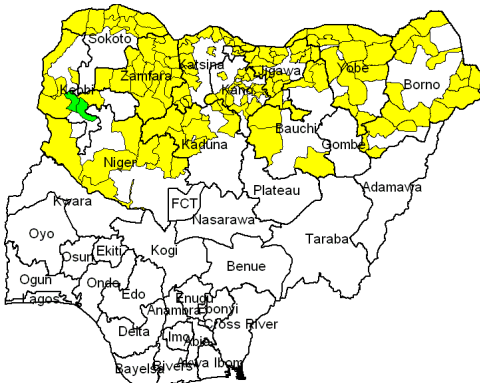 Sokoto
Katsina
Kebbi
Zamfara
Jigawa
Yobe
Kano
Borno
Bauchi
Kaduna
Gombe
Niger
Plateau
Adamawa
Kwara
FCT
Nasarawa
Oyo
Taraba
Osun
Ekiti
Kogi
Benue
Ogun
Ondo
Edo
Lagos
Enugu
Anambra
Ebonyi
Delta
Cross River
Imo
Abia
Bayelsa
Rivers
Akwa Ibom